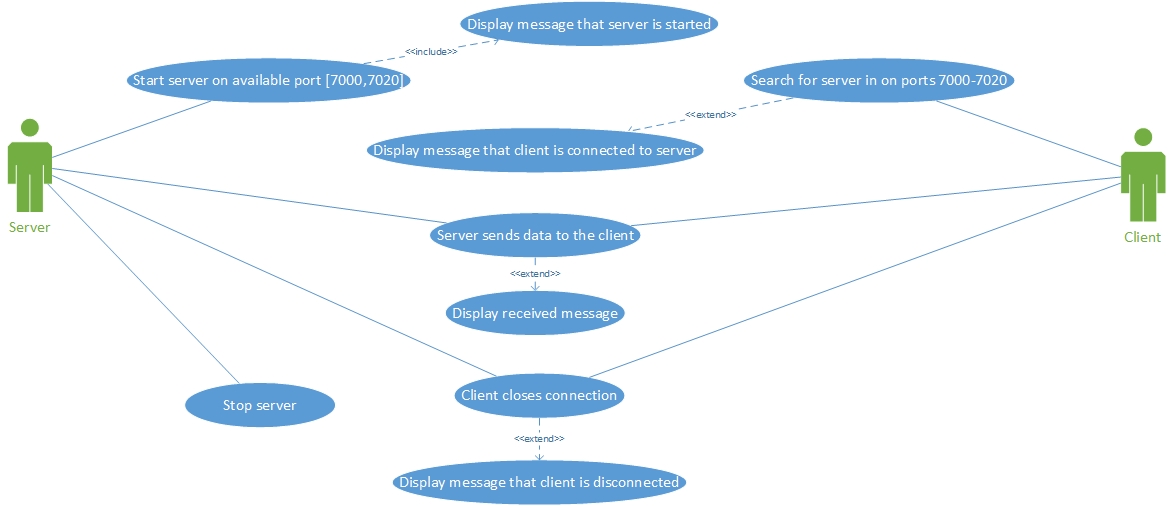 Display message that server is started
<<include>>
Start server on available port [7000,7020]
Search for server in on ports 7000-7020
<<extend>>
Display message that client is connected to server
Server
Client
Server sends data to the client
<<extend>>
Display received message
Client closes connection
Stop server
<<extend>>
Display message that client is disconnected